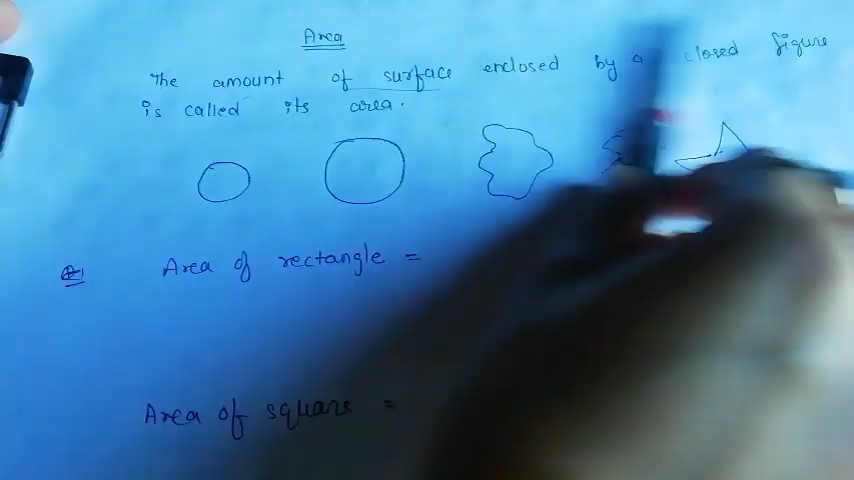 Area
The amount of surface enclosed by a closed figure
is called its area.
Area of rectangle =
Area of square =